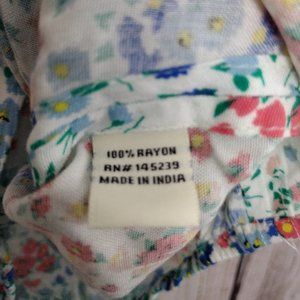 100% RAYON
RN# 145239
MADE IN INDIA